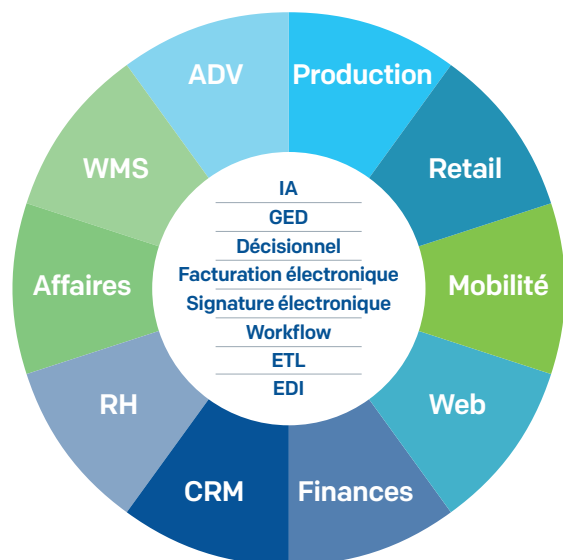 ADV
Production
WMS
Retail
IA
GED
Décisionnel
Facturation électronique
Signature électronique
Workflow
ETL
EDI
Affaires
Mobilité
RH
Web
CRM
Finances